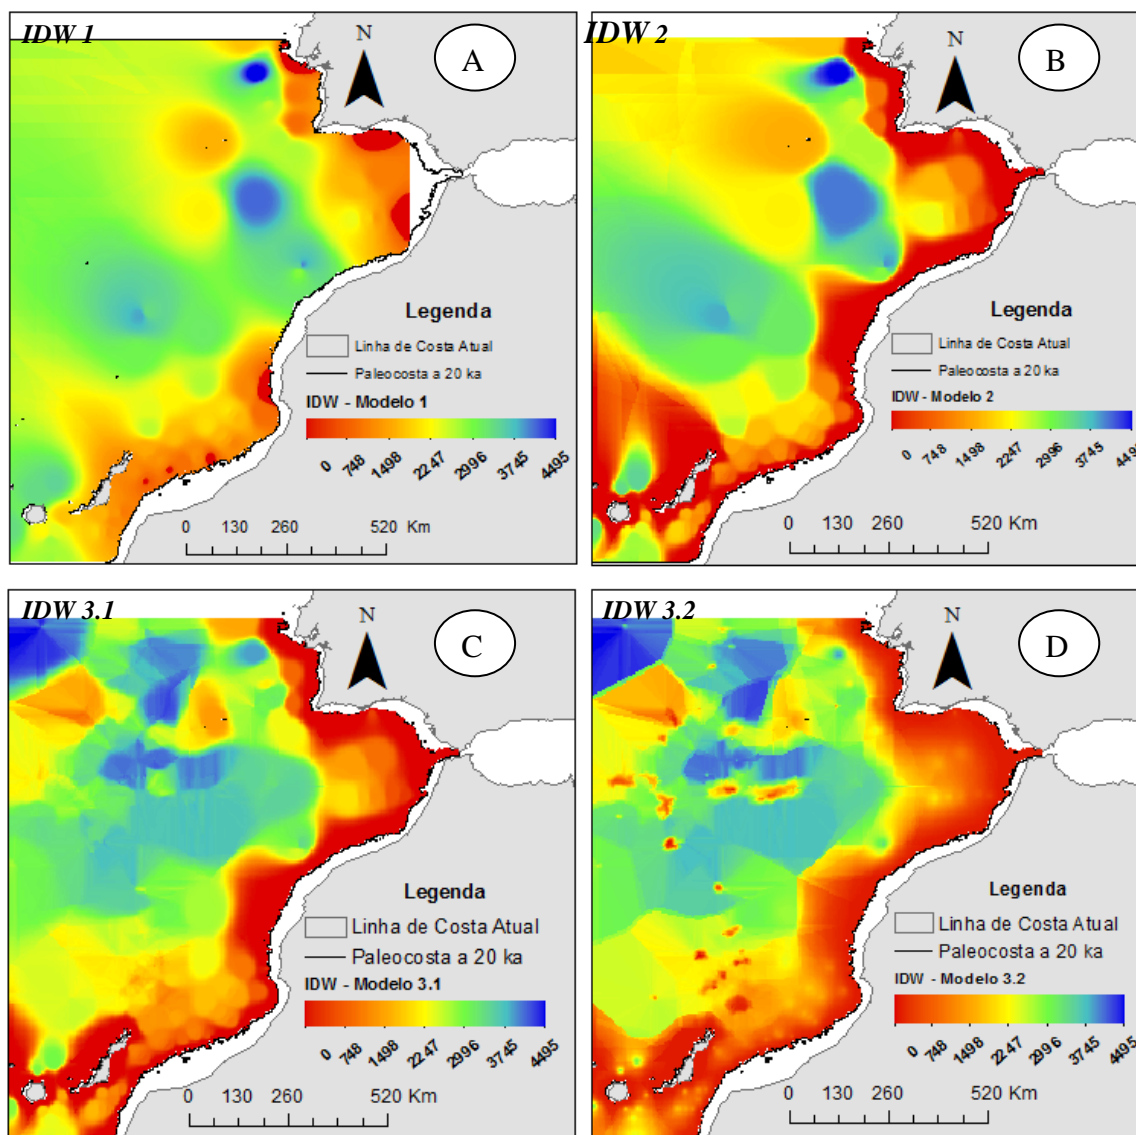 IDW 1
A
N
Legenda
Linha de Costa Atual
Paleocosta a 20 ka
IDW - Modelo 1
0 748 1498 2247 2996 3745 4495
0 130 260 520 Km
IDW 2
B
N
Legenda
Linha de Costa Atual
Paleocosta a 20 ka
IDW - Modelo 2
0 748 1498 2247 2996 3745 449
0 130 260 520 Km
IDW 3.1
C
N
Legenda
Linha de Costa Atual
Paleocosta a 20 ka
IDW - Modelo 3.1
0 748 1498 2247 2996 3745 4495
0 130 260 520 Km
IDW 3.2
D
N
Legenda
Linha de Costa Atual
Paleocosta a 20 ka
IDW - Modelo 3.2
0 748 1498 2247 2996 3745 4495
0 130 260 520 Km